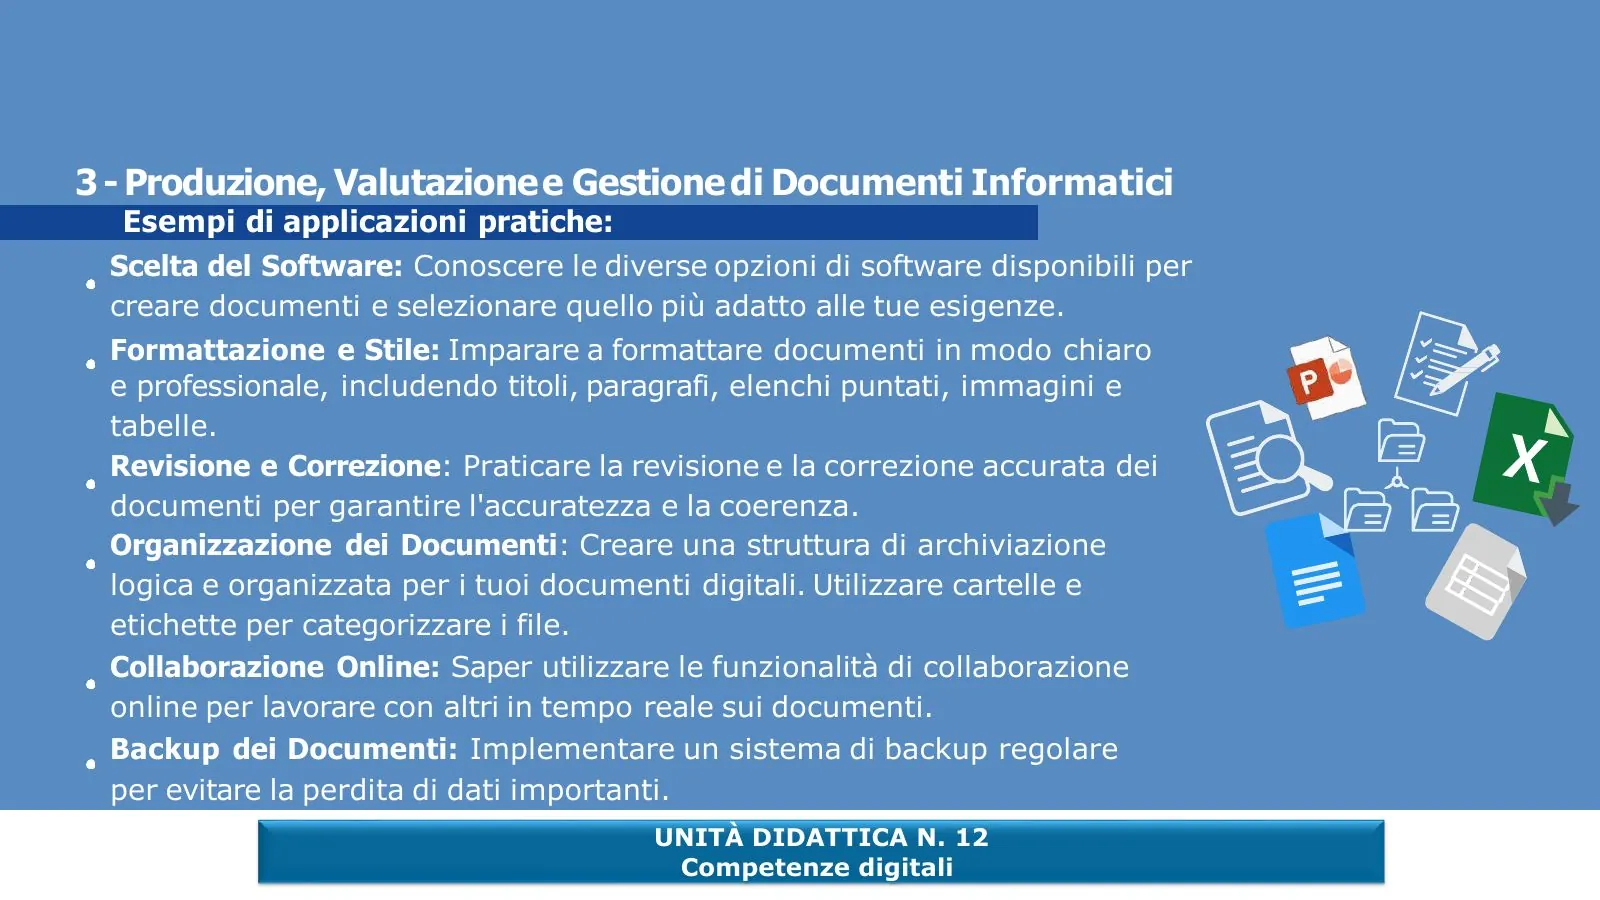 3 - Produzione, Valutazione e Gestione di Documenti Informatici
Esempi di applicazioni pratiche:
Scelta del Software: Conoscere le diverse opzioni di software disponibili per
creare documenti e selezionare quello più adatto alle tue esigenze.
Formattazione e Stile: Imparare a formattare documenti in modo chiaro
e professionale, includendo titoli, paragrafi, elenchi puntati, immagini e
tabelle.
Revisione e Correzione: Praticare la revisione e la correzione accurata dei
documenti per garantire l'accuratezza e la coerenza.
Organizzazione dei Documenti: Creare una struttura di archiviazione
logica e organizzata per i tuoi documenti digitali. Utilizzare cartelle e
etichette per categorizzare i file.
Collaborazione Online: Saper utilizzare le funzionalità di collaborazione
online per lavorare con altri in tempo reale sui documenti.
Backup dei Documenti: Implementare un sistema di backup regolare
per evitare la perdita di dati importanti.
P
X
UNITÀ DIDATTICA N. 12
Competenze digitali